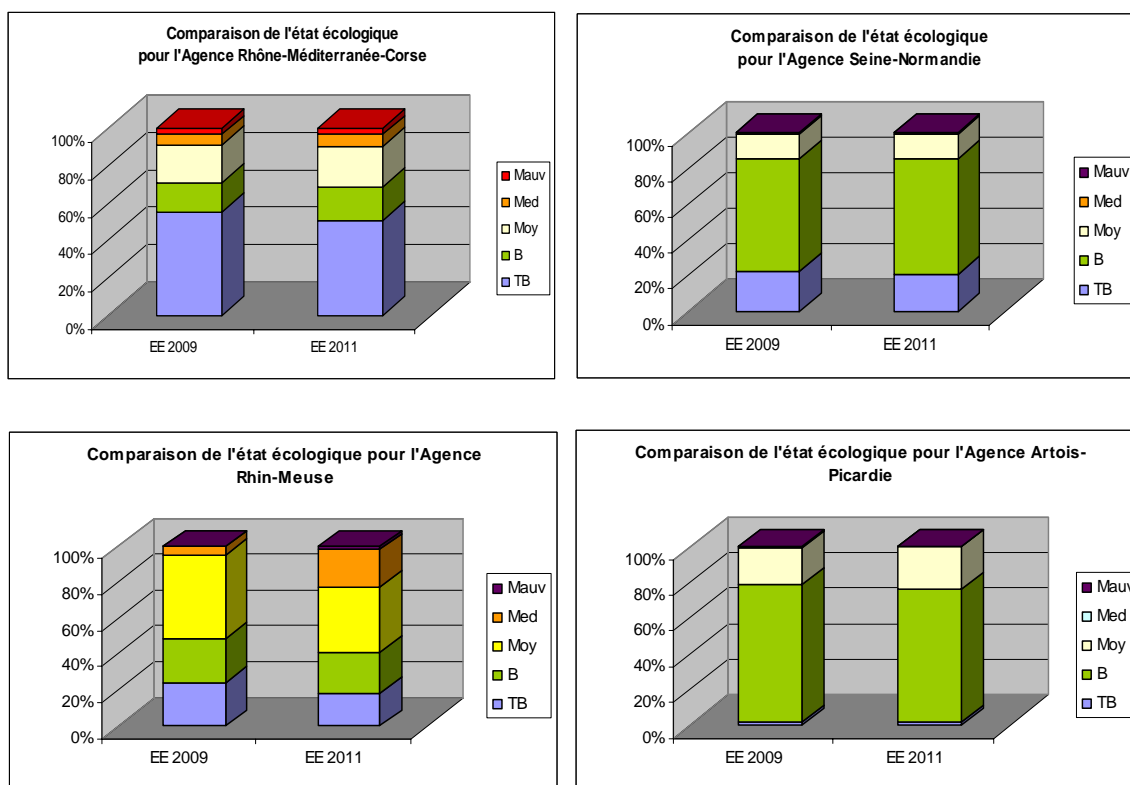 Comparaison de l'état écologique
pour l'Agence Rhône-Méditerranée-Corse
100%
80%
60%
40%
20%
0%
EE 2009
EE 2011
Mauv
Med
Moy
B
TB
Comparaison de l'état écologique
pour l'Agence Seine-Normandie
100%
80%
60%
40%
20%
0%
EE 2009
EE 2011
Mauv
Med
Moy
B
TB
Comparaison de l'état écologique pour l'Agence
Rhin-Meuse
100%
80%
60%
40%
20%
0%
EE 2009
EE 2011
Mauv
Med
Moy
B
TB
Comparaison de l'état écologique pour l'Agence Artois-
Picardie
100%
80%
60%
40%
20%
0%
EE 2009
EE 2011
Mauv
Med
Moy
B
TB